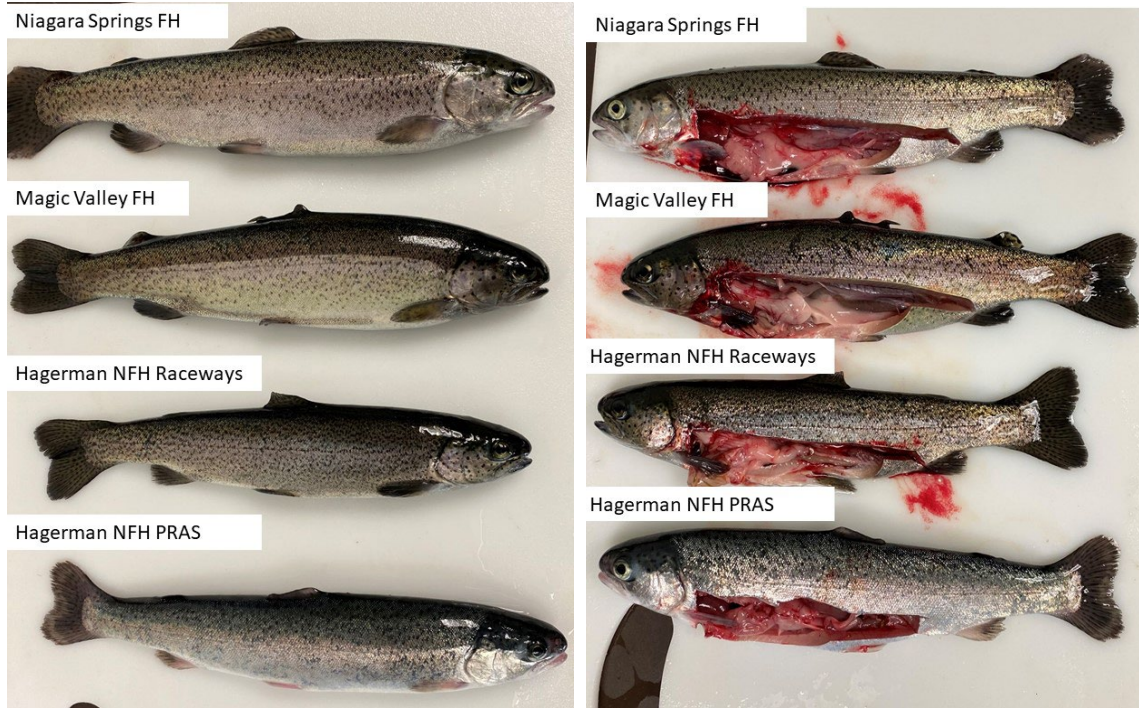 Niagara Springs FH
Magic Valley FH
Hagerman NFH Raceways
Hagerman NFH PRAS
Niagara Springs FH
Magic Valley FH
Hagerman NFH Raceways
Hagerman NFH PRAS